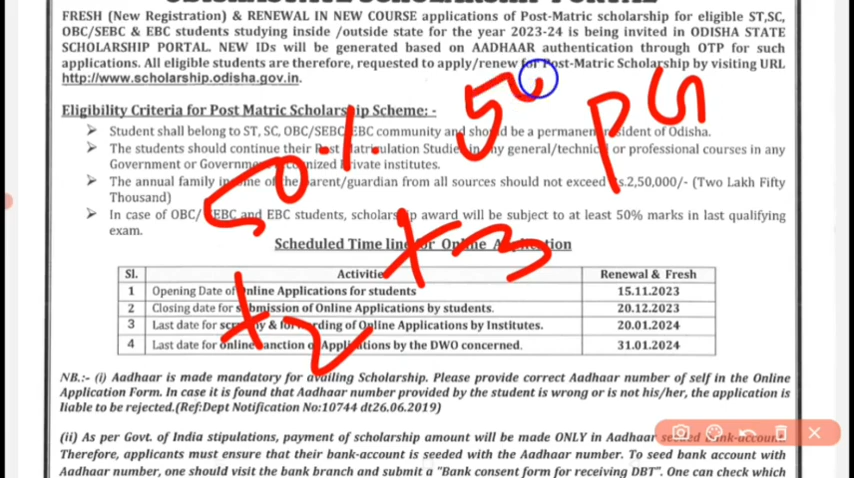 FRESH (New Registration) & RENEWAL IN NEW COURSE applications of Post-Matric scholarship for eligible ST,SC,
OBC/SEBC & EBC students studying inside /outside state for the year 2023-24 is being invited in ODISHA STATE
SCHOLARSHIP PORTAL. NEW IDs will be generated based on AADHAAR authentication through OTP for such
applications. All eligible students are therefore, requested to apply/renew for Post-Matric Scholarship by visiting URL
http://www.scholarship.odisha.gov.in.
Eligibility Criteria for Post Matric Scholarship Scheme: -
➢ Student shall belong to ST, SC, OBC/SEBC/EBC community and should be a permanent resident of Odisha.
➢ The students should continue their Post Matriculation Studies in any general/technical or professional courses in any
Government or Government recognized Private institutes.
➢ The annual family income of the parent/guardian from all sources should not exceed Rs.2,50,000/- (Two Lakh Fifty
Thousand)
➢ In case of OBC/SEBC and EBC students, scholarship award will be subject to at least 50% marks in last qualifying
exam.
50% 50 PG
+2 +3
Scheduled Time line for Online Application
Sl. Activities Renewal & Fresh
1 Opening Date of Online Applications for students 15.11.2023
2 Closing date for submission of Online Applications by students. 20.12.2023
3 Last date for scrutiny & forwarding of Online Applications by Institutes. 20.01.2024
4 Last date for online sanction of Applications by the DWO concerned. 31.01.2024
NB.:- (i) Aadhaar is made mandatory for availing Scholarship. Please provide correct Aadhaar number of self in the Online
Application Form. In case it is found that Aadhaar number provided by the student is wrong or is not his/her, the application is
liable to be rejected.(Ref:Dept Notification No:10744 dt26.06.2019)
(ii) As per Govt. of India stipulations, payment of scholarship amount will be made ONLY in Aadhaar seeded bank-account.
Therefore, applicants must ensure that their bank-account is seeded with the Aadhaar number. To seed bank account with
Aadhaar number, one should visit the bank branch and submit a "Bank consent form for receiving DBT". One can check which